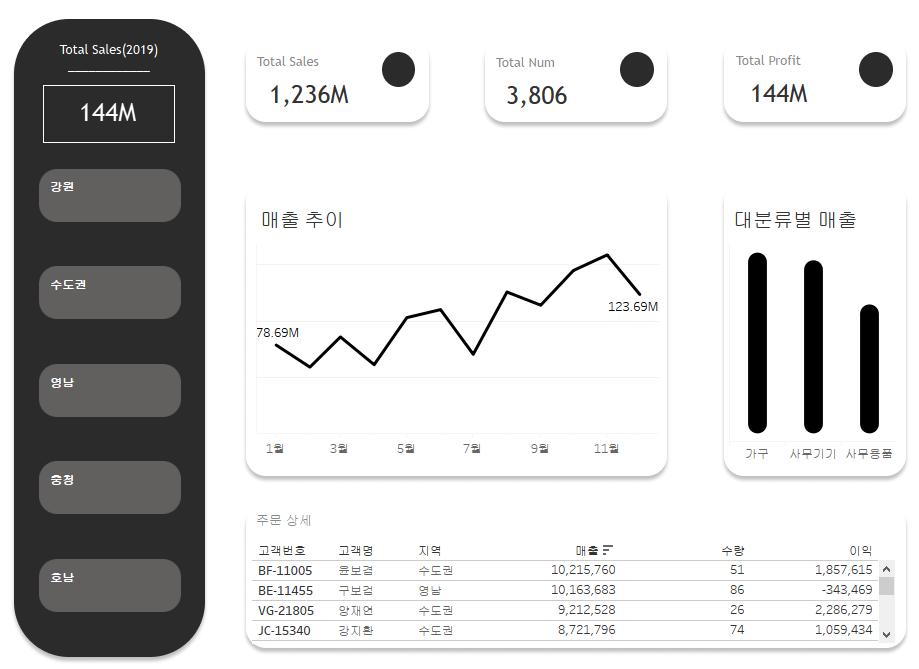 Total Sales(2019)
144M
강원
수도권
영남
충청
호남
Total Sales
1,236M
Total Num
3,806
Total Profit
144M
매출 추이
78.69M
123.69M
1월 3월 5월 7월 9월 11월
대분류별 매출
가구 사무기기 사무용품
주문 상세
고객번호 고객명 지역 매출 수량 이익
BF-11005 윤보겸 수도권 10,215,760 51 1,857,615
BE-11455 구보검 영남 10,163,683 86 -343,469
VG-21805 양재연 수도권 9,212,528 26 2,286,279
JC-15340 강지환 수도권 8,721,796 74 1,059,434